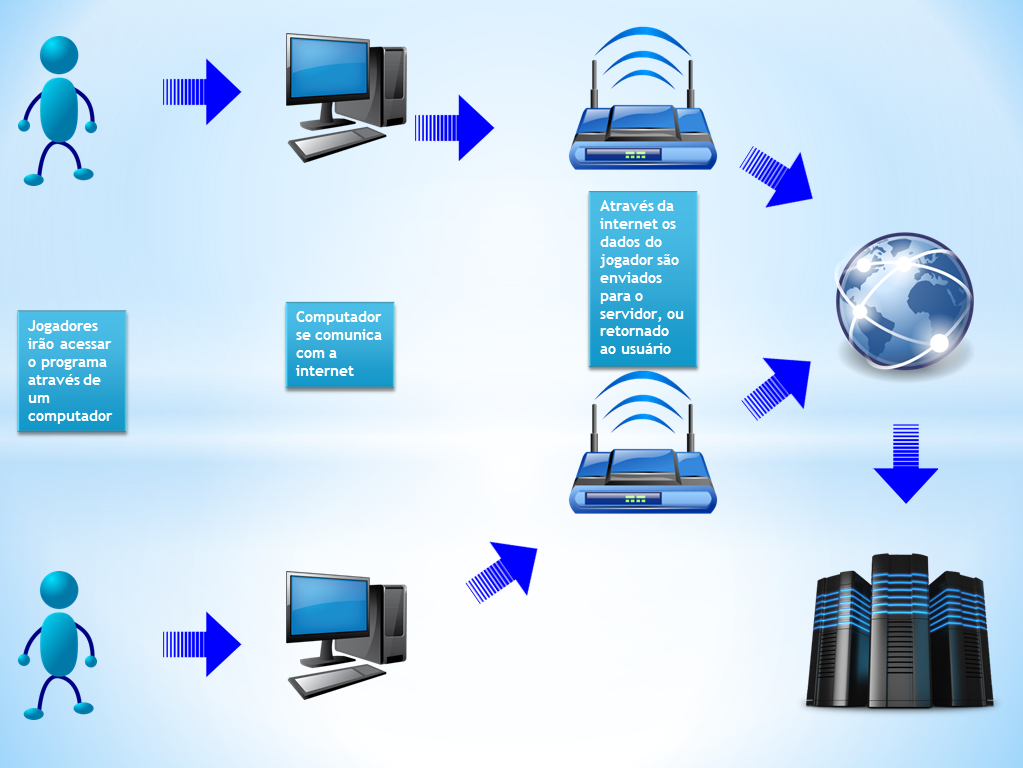 Jogadores
irão acessar
o programa
através de
um
computador
Computador
se comunica
com a
internet
Através da
internet os
dados do
jogador são
enviados
para o
servidor, ou
retornado
ao usuário